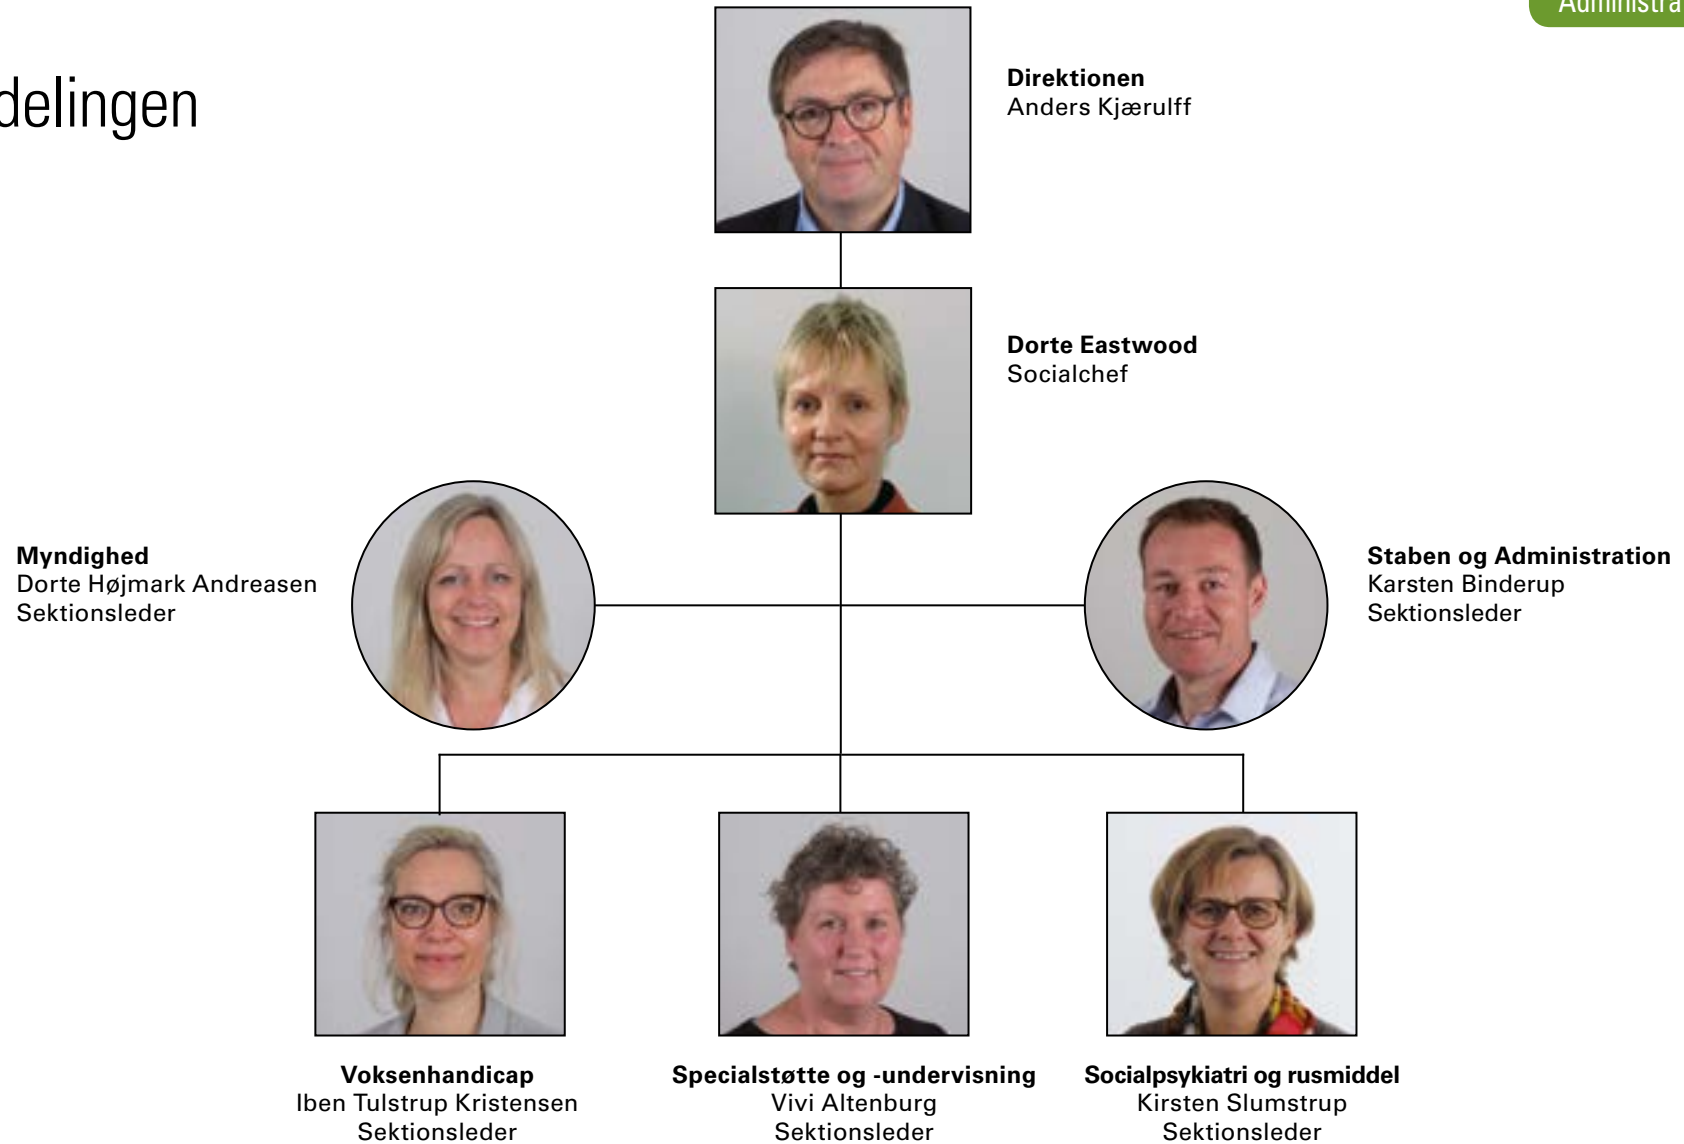 delingen
Direktionen
Anders Kjærulff
Dorte Eastwood
Socialchef
Myndighed
Dorte Højmark Andreasen
Sektionsleder
Staben og Administration
Karsten Binderup
Sektionsleder
Voksenhandicap
Iben Tulstrup Kristensen
Sektionsleder
Specialstøtte og -undervisning
Vivi Altenburg
Sektionsleder
Socialpsykiatri og rusmiddel
Kirsten Slumstrup
Sektionsleder